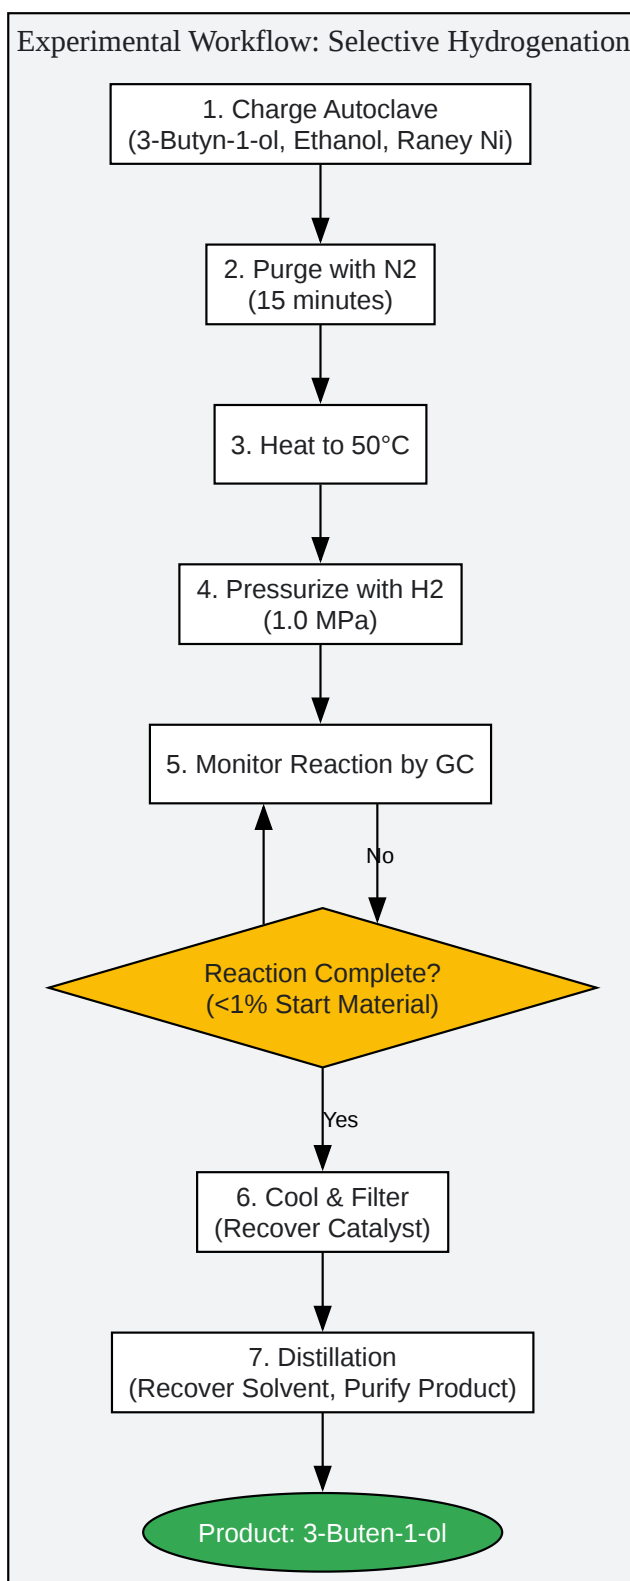 Experimental Workflow: Selective Hydrogenation
1. Charge Autoclave
(3-Butyn-1-ol, Ethanol, Raney Ni)
2. Purge with N2
(15 minutes)
3. Heat to 50°C
4. Pressurize with H2
(1.0 MPa)
5. Monitor Reaction by GC
No
Reaction Complete?
(<1% Start Material)
Yes
6. Cool & Filter
(Recover Catalyst)
7. Distillation
(Recover Solvent, Purify Product)
Product: 3-Buten-1-ol